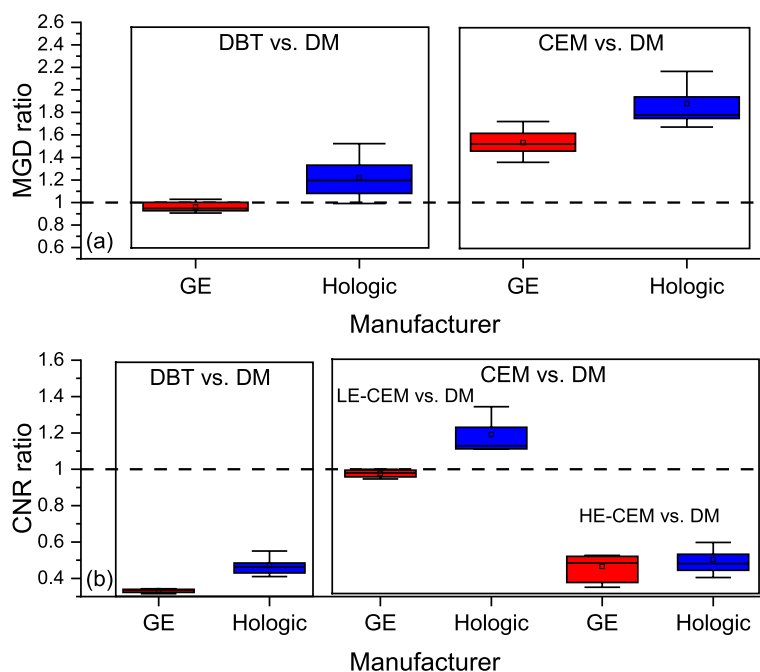 2.6
2.4
2.2
2.0
1.8
1.6
1.4
1.2
1
0.8
0.6
MGD ratio
DBT vs. DM
CEM vs. DM
(a)
GE
Hologic
GE
Hologic
Manufacturer
1.6
1.4
1.2
1
0.8
0.6
0.4
CNR ratio
DBT vs. DM
CEM vs. DM
LE-CEM vs. DM
HE-CEM vs. DM
(b)
GE
Hologic
GE
Hologic
GE
Hologic
Manufacturer